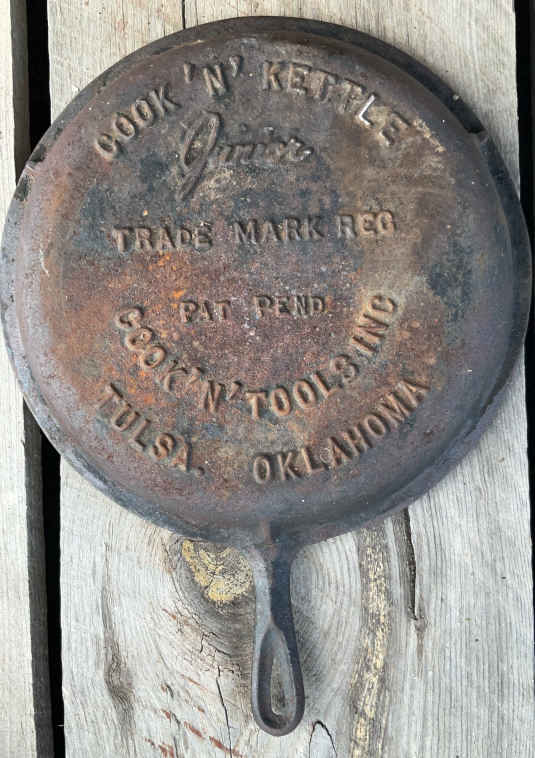 COOK 'N' KETTLE
Junior
TRADE MARK REG
PAT PEND
COOK 'N' TOOLS INC
TULSA. OKLAHOMA